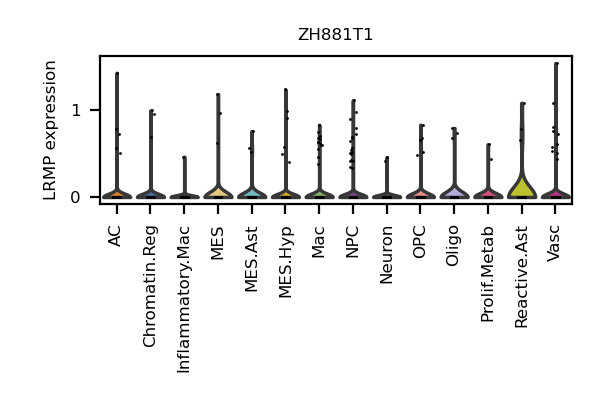 ZH881T1
LRMP expression
1
0
AC
Chromatin.Reg
Inflammatory.Mac
MES
MES.Ast
MES.Hyp
Mac
NPC
Neuron
OPC
Oligo
Prolif.Metab
Reactive.Ast
Vasc